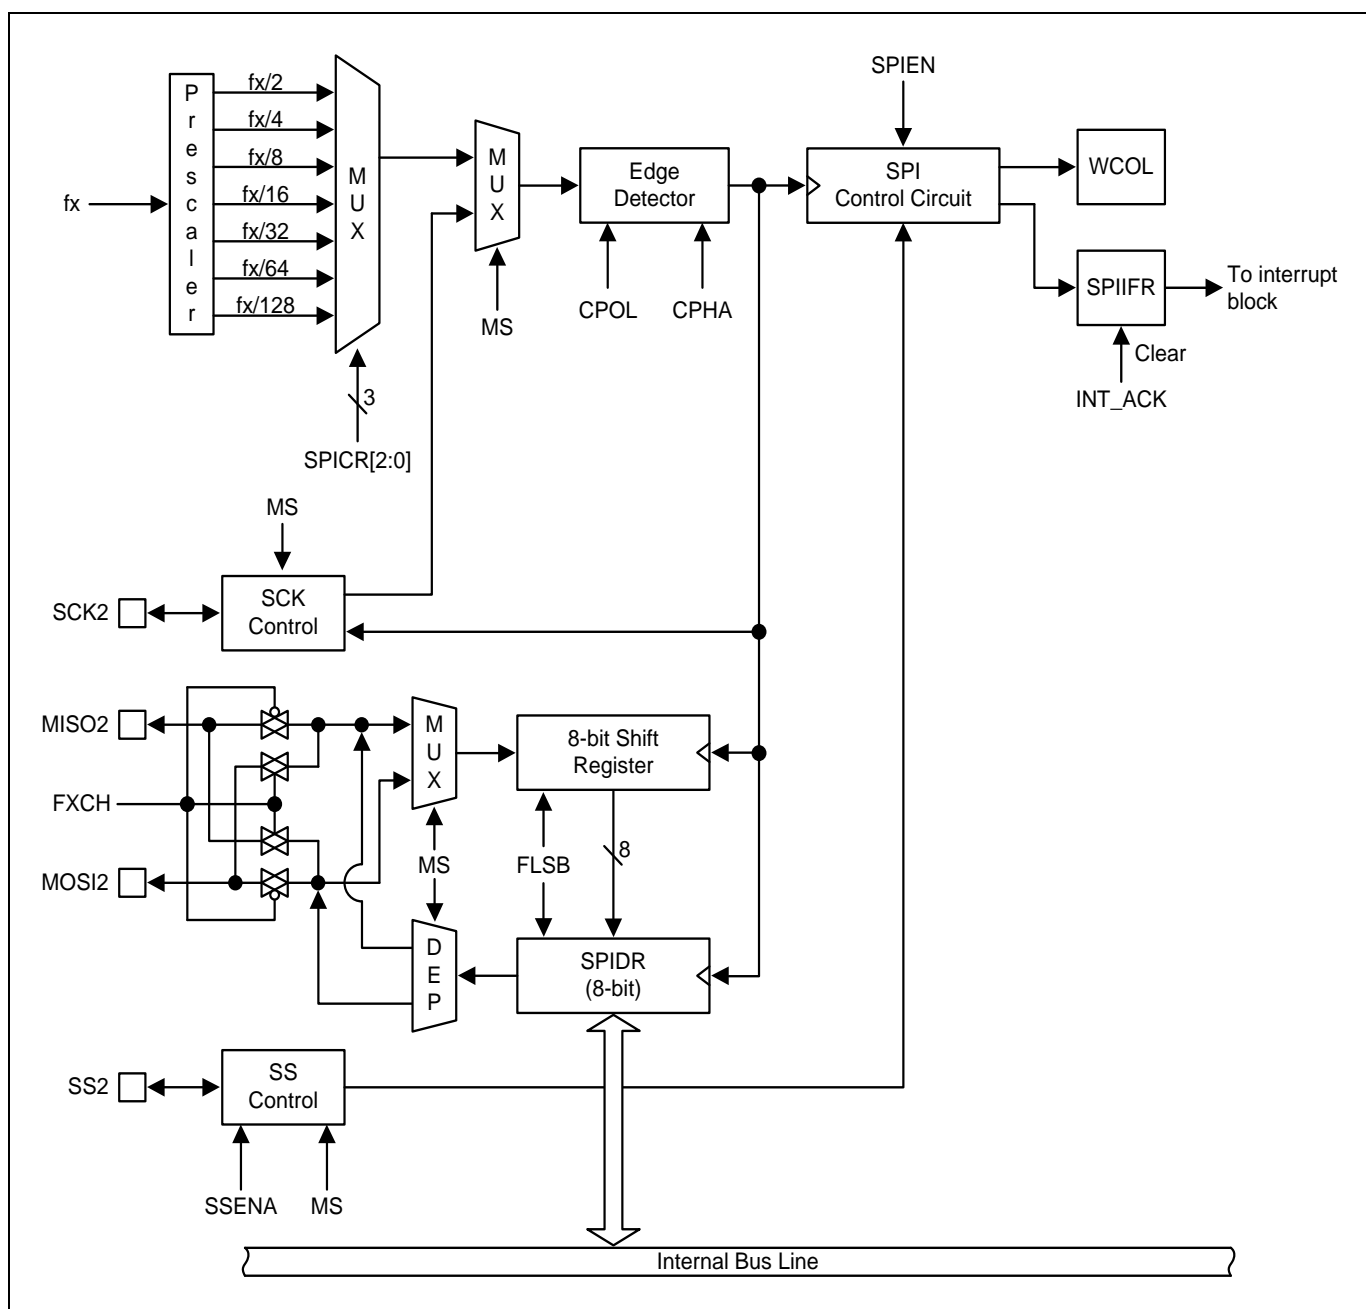 SPIEN
Prescaler
fx/2
fx/4
fx/8
fx/16
fx/32
fx/64
fx/128
fx
MUX
MUX
Edge
Detector
SPI
Control Circuit
WCOL
SPIIFR
To interrupt
block
Clear
INT_ACK
MS
CPOL
CPHA
3
SPICR[2:0]
MS
SCK2
SCK
Control
MISO2
FXCH
MOSI2
MUX
8-bit Shift
Register
MS
FLSB
8
DEP
SPIDR
(8-bit)
SS2
SS
Control
SSENA
MS
Internal Bus Line